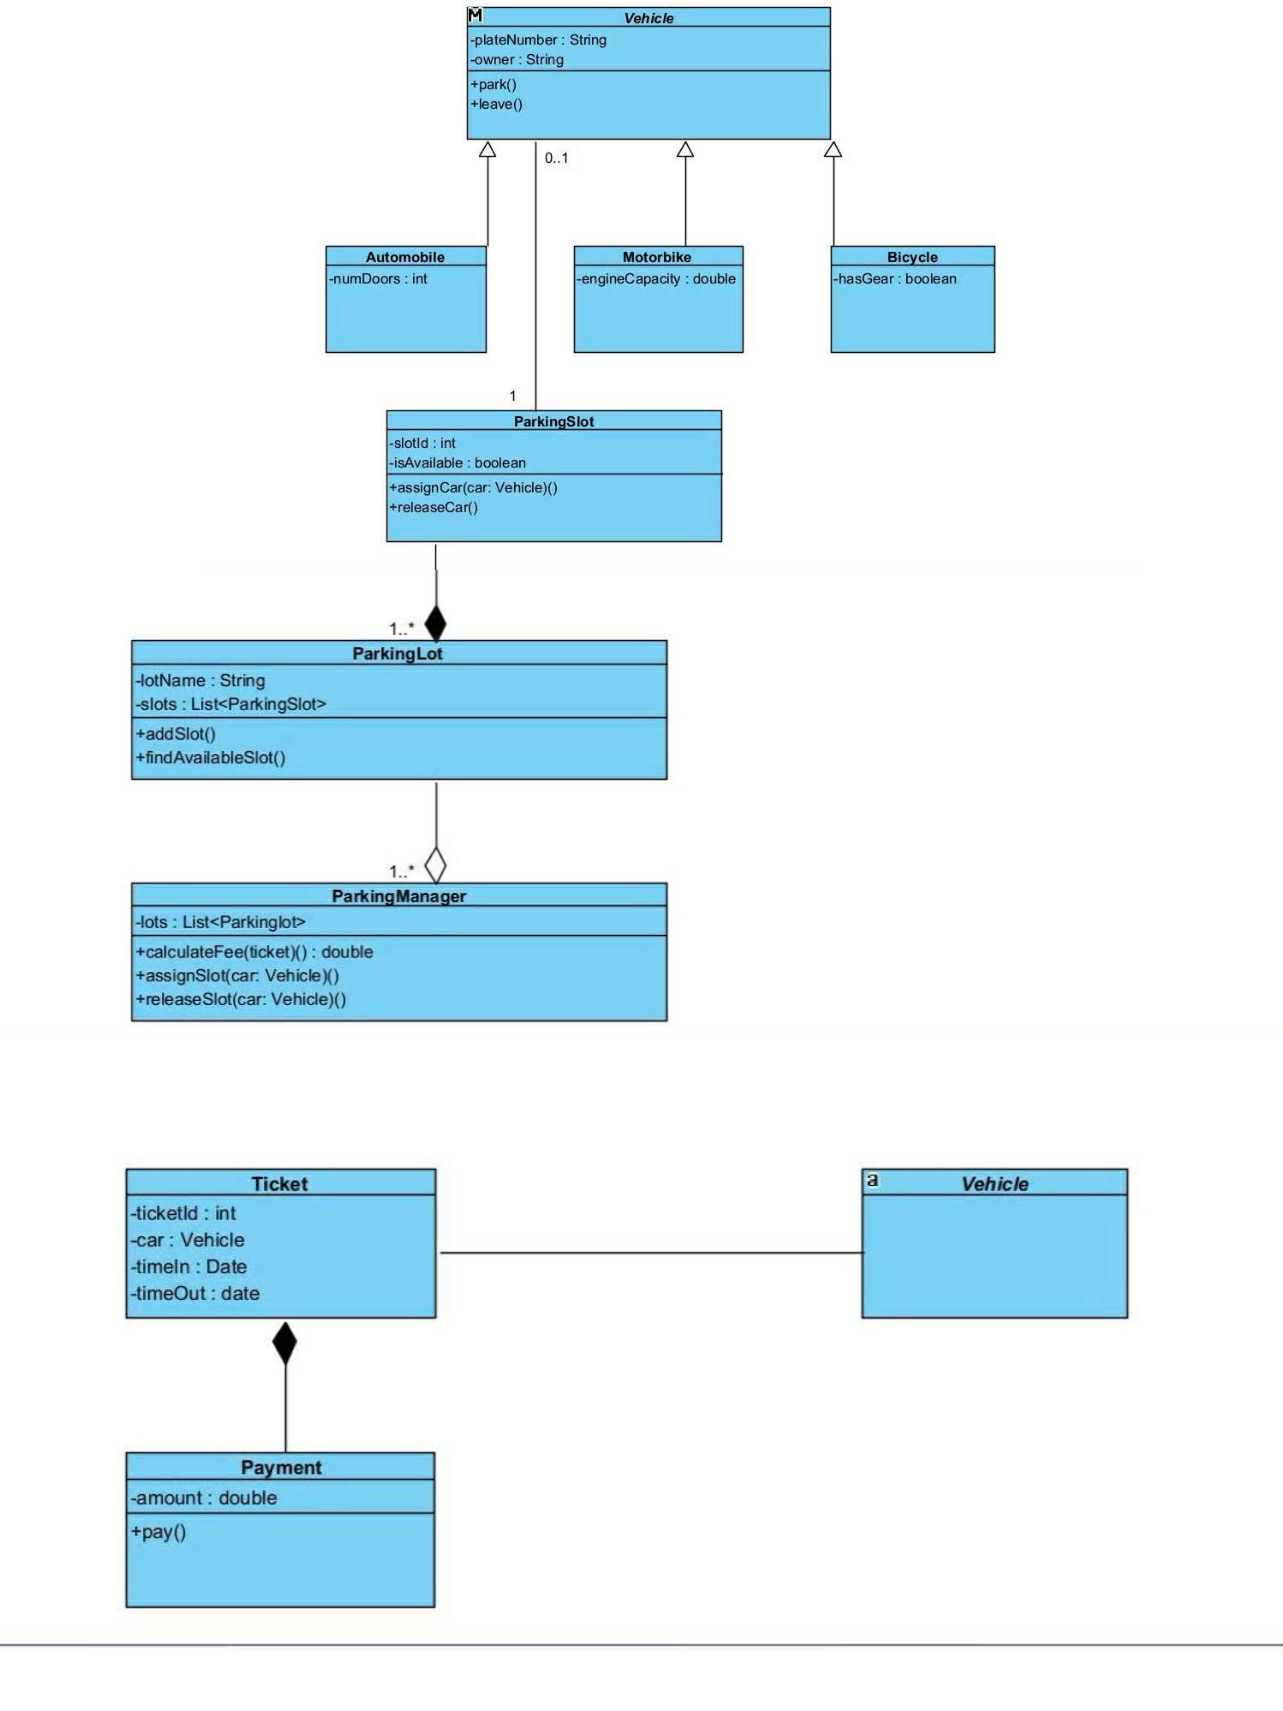 M
Vehicle
-plateNumber : String
-owner : String
+park()
+leave()
0..1
Automobile
-numDoors : int
Motorbike
-engineCapacity : double
Bicycle
-hasGear : boolean
1
ParkingSlot
-slotId : int
-isAvailable : boolean
+assignCar(car: Vehicle)()
+releaseCar()
1..*
ParkingLot
-lotName : String
-slots : List<ParkingSlot>
+addSlot()
+findAvailableSlot()
1..*
ParkingManager
-lots : List<Parkinglot>
+calculateFee(ticket)() : double
+assignSlot(car: Vehicle)()
+releaseSlot(car: Vehicle)()
Ticket
-ticketId : int
-car : Vehicle
-timeIn : Date
-timeOut : date
a
Vehicle
Payment
-amount : double
+pay()